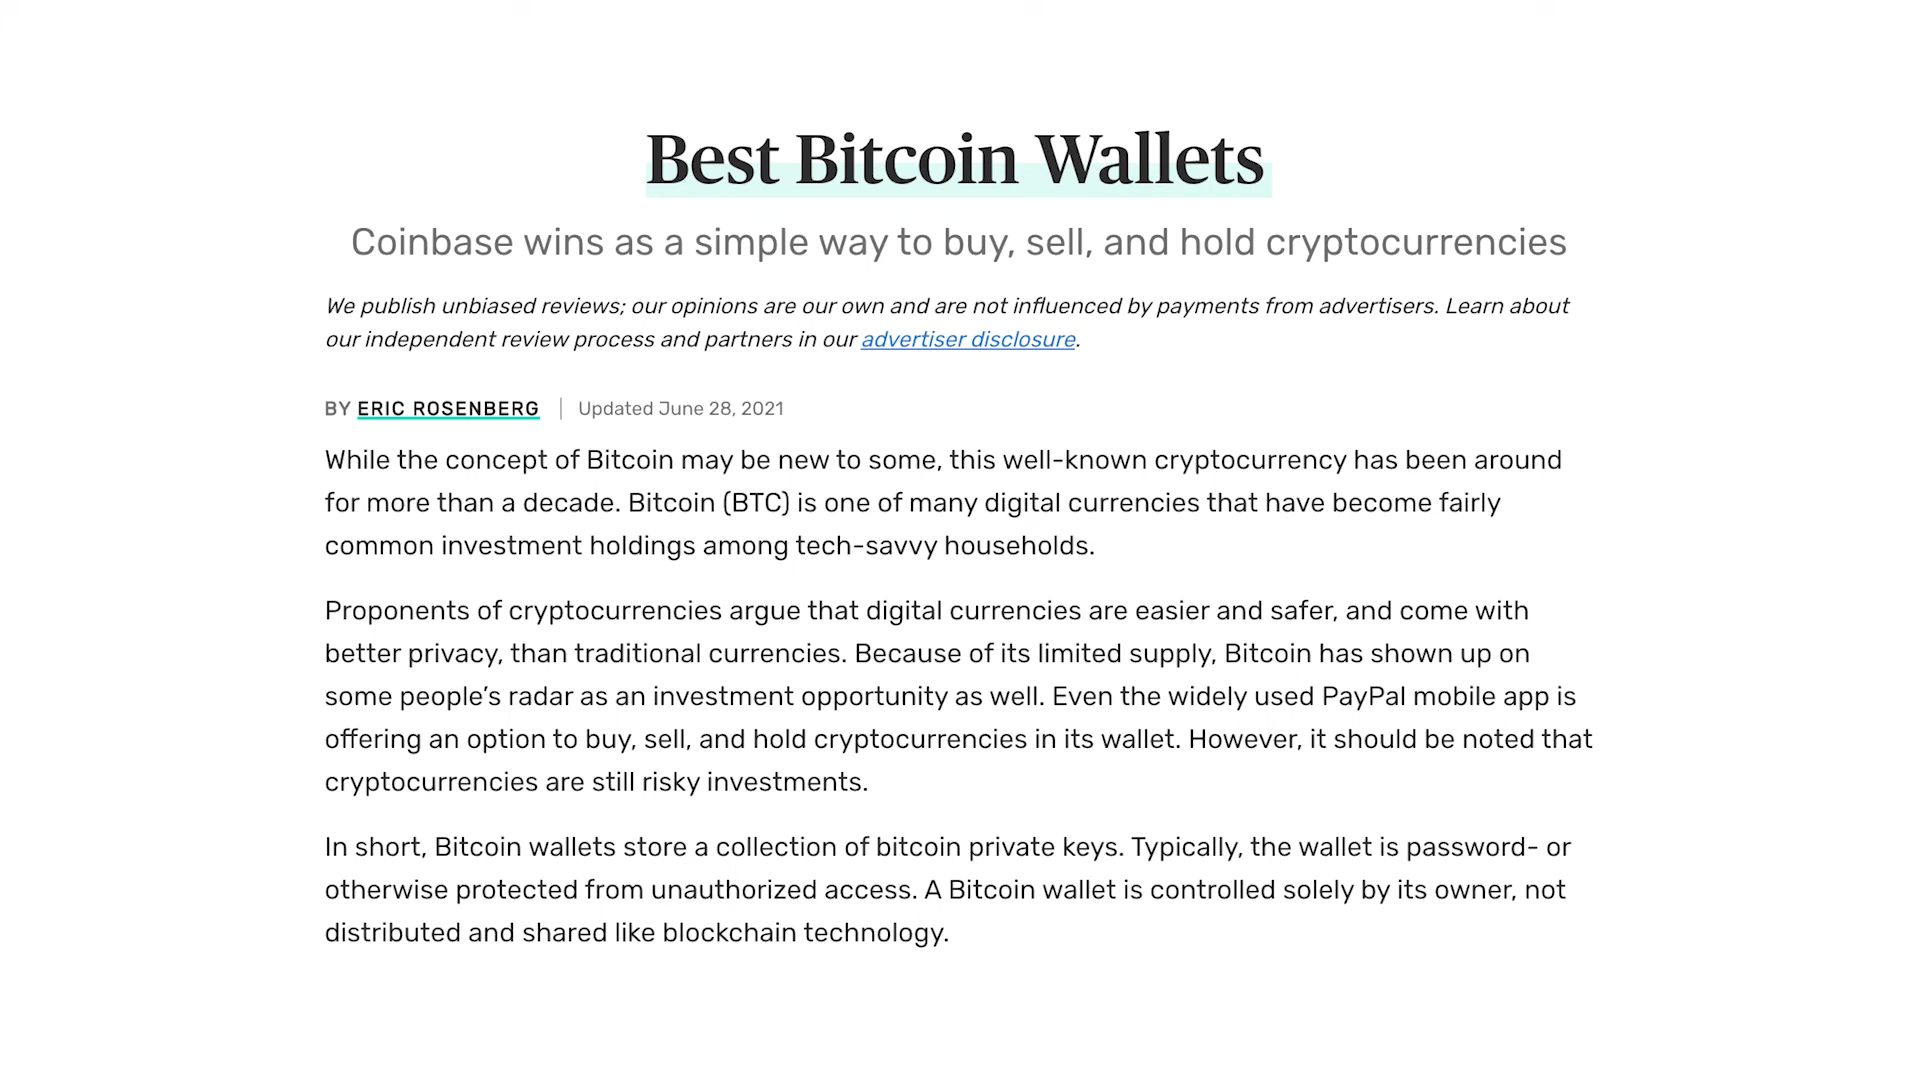 Best Bitcoin Wallets
Coinbase wins as a simple way to buy, sell, and hold cryptocurrencies
We publish unbiased reviews; our opinions are our own and are not influenced by payments from advertisers. Learn about
our independent review process and partners in our advertiser disclosure.
BY ERIC ROSENBERG | Updated June 28, 2021
While the concept of Bitcoin may be new to some, this well-known cryptocurrency has been around
for more than a decade. Bitcoin (BTC) is one of many digital currencies that have become fairly
common investment holdings among tech-savvy households.
Proponents of cryptocurrencies argue that digital currencies are easier and safer, and come with
better privacy, than traditional currencies. Because of its limited supply, Bitcoin has shown up on
some people’s radar as an investment opportunity as well. Even the widely used PayPal mobile app is
offering an option to buy, sell, and hold cryptocurrencies in its wallet. However, it should be noted that
cryptocurrencies are still risky investments.
In short, Bitcoin wallets store a collection of bitcoin private keys. Typically, the wallet is password- or
otherwise protected from unauthorized access. A Bitcoin wallet is controlled solely by its owner, not
distributed and shared like blockchain technology.